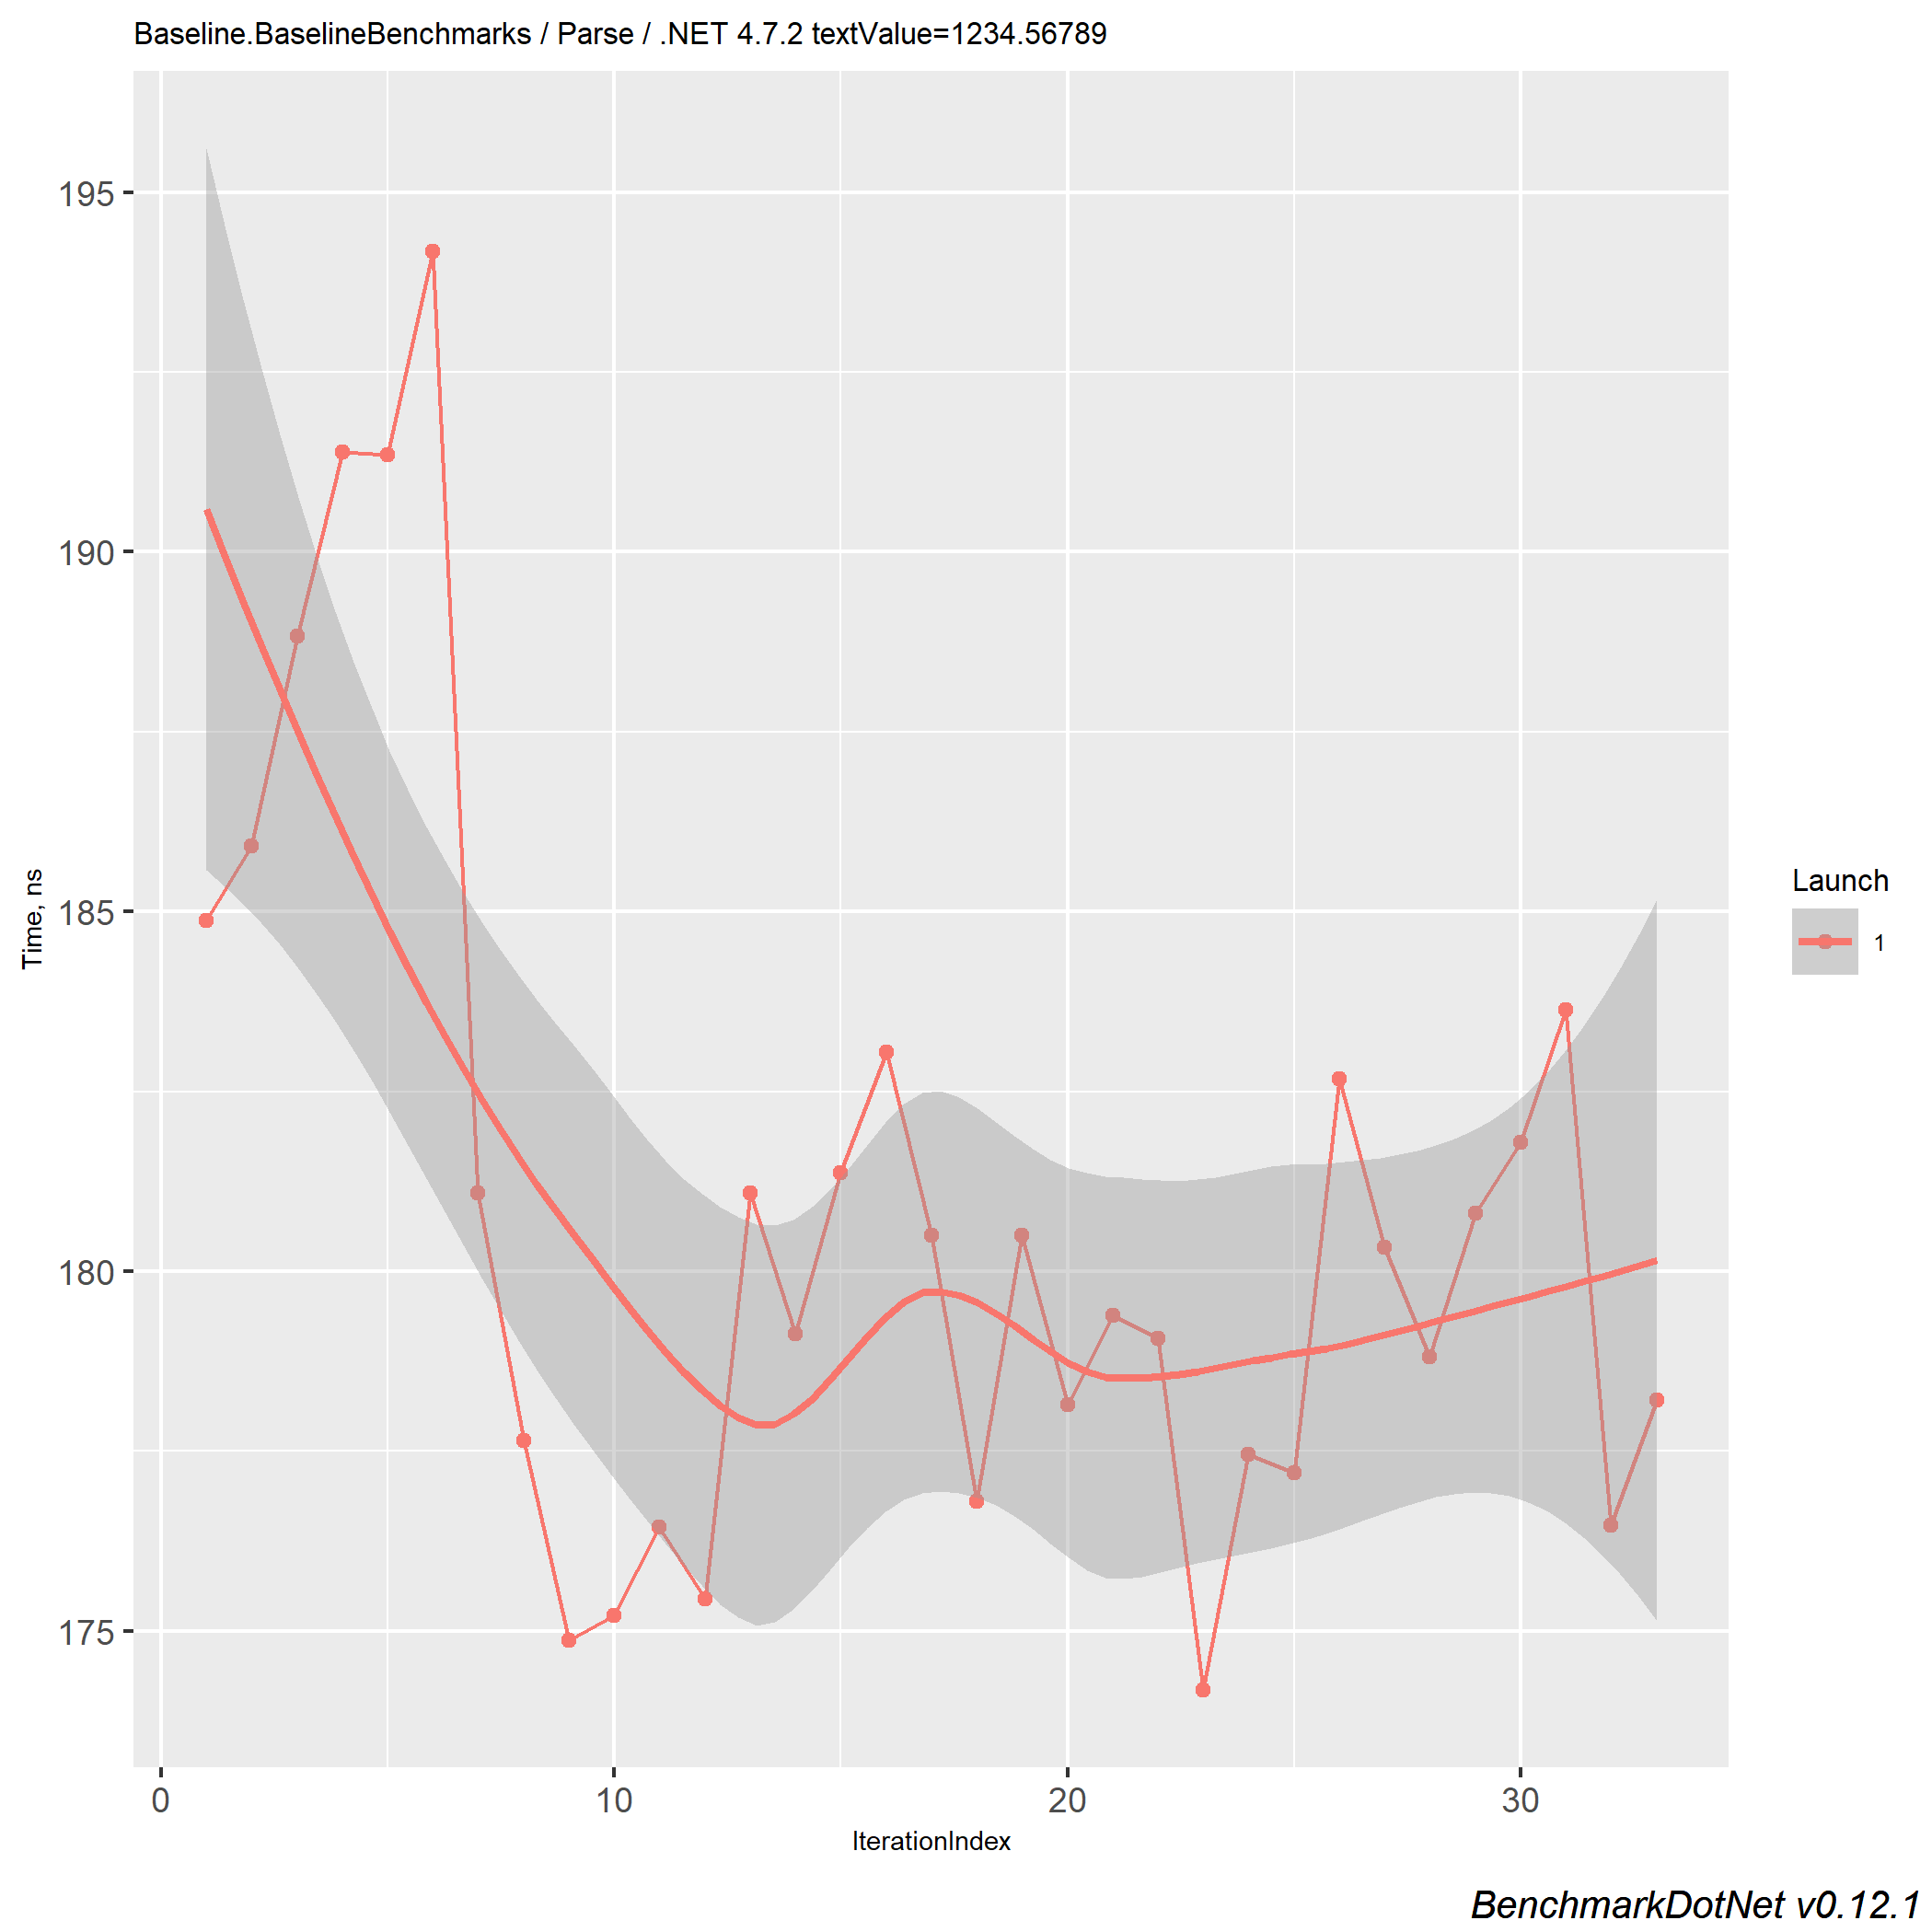 Baseline.BaselineBenchmarks / Parse / .NET 4.7.2 textValue=1234.56789
195
190
185
180
175
Time, ns
0 10 20 30
IterationIndex
Launch
1
BenchmarkDotNet v0.12.1